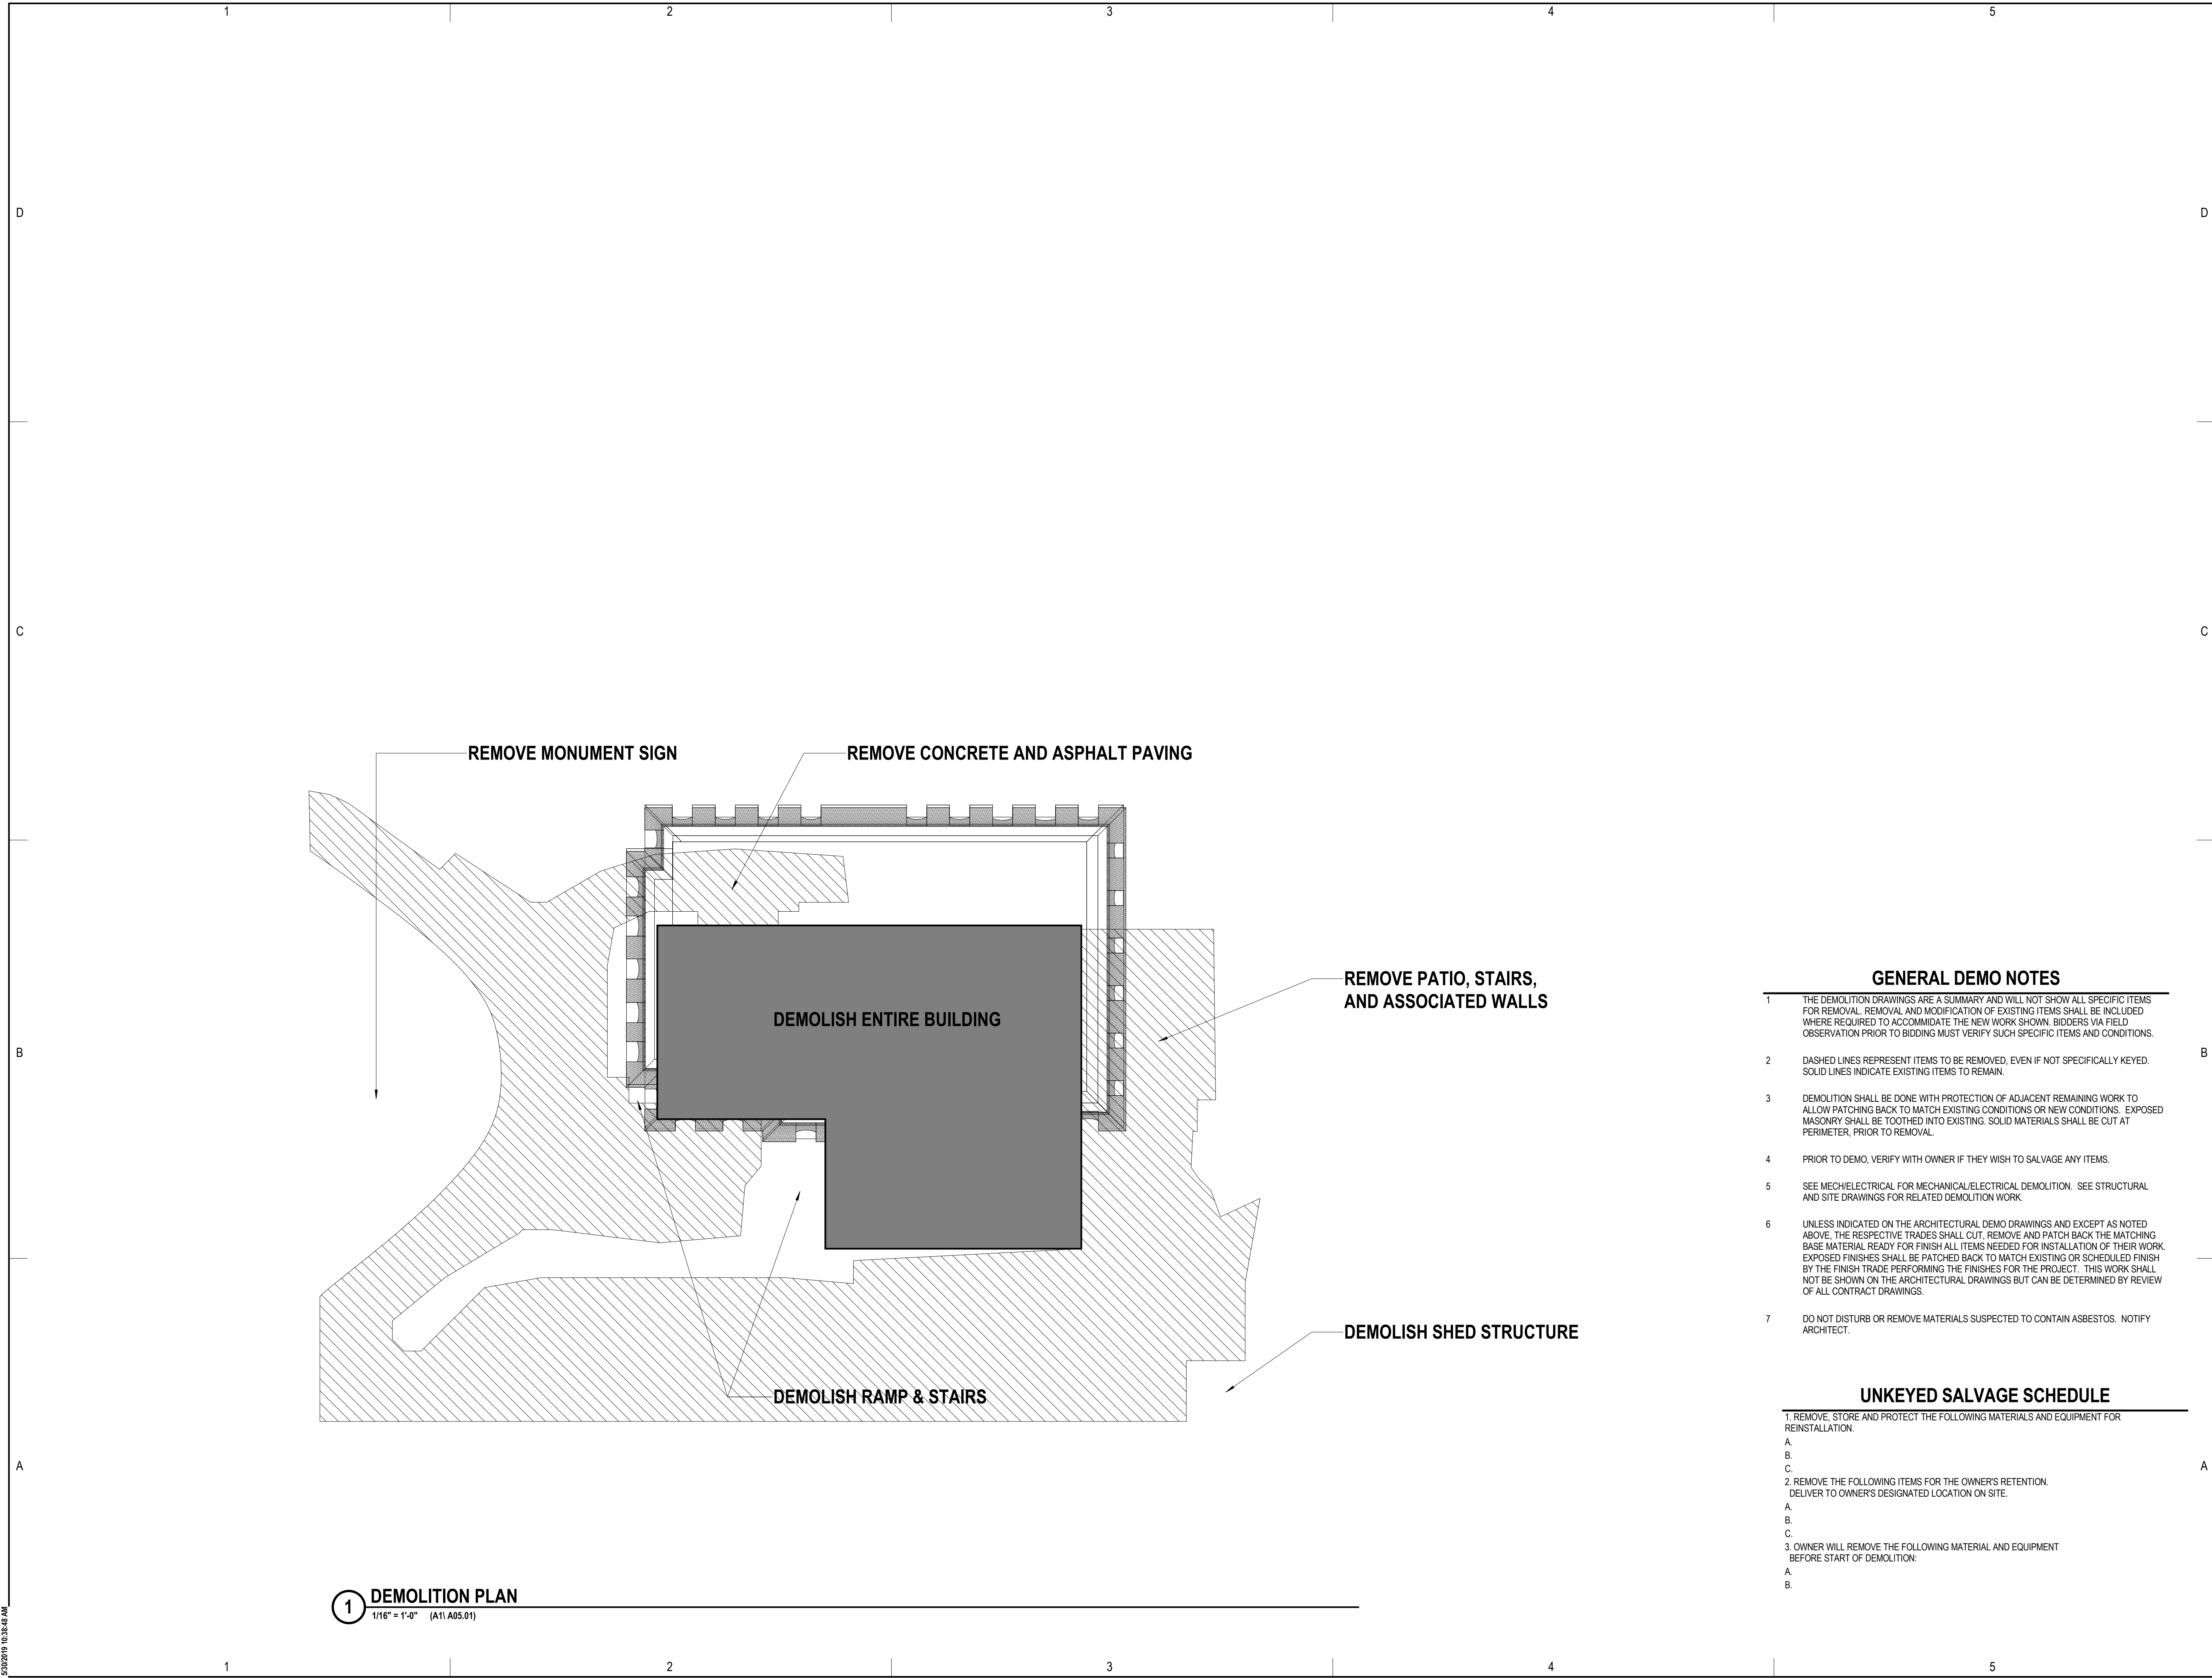 1 2 3 4 5
D D
C C
REMOVE MONUMENT SIGN
REMOVE CONCRETE AND ASPHALT PAVING
REMOVE PATIO, STAIRS,
AND ASSOCIATED WALLS
DEMOLISH ENTIRE BUILDING
B B
DEMOLISH SHED STRUCTURE
DEMOLISH RAMP & STAIRS
GENERAL DEMO NOTES
1 THE DEMOLITION DRAWINGS ARE A SUMMARY AND WILL NOT SHOW ALL SPECIFIC ITEMS
FOR REMOVAL. REMOVAL AND MODIFICATION OF EXISTING ITEMS SHALL BE INCLUDED
WHERE REQUIRED TO ACCOMMIDATE THE NEW WORK SHOWN. BIDDERS VIA FIELD
OBSERVATION PRIOR TO BIDDING MUST VERIFY SUCH SPECIFIC ITEMS AND CONDITIONS.
2 DASHED LINES REPRESENT ITEMS TO BE REMOVED, EVEN IF NOT SPECIFICALLY KEYED.
SOLID LINES INDICATE EXISTING ITEMS TO REMAIN.
3 DEMOLITION SHALL BE DONE WITH PROTECTION OF ADJACENT REMAINING WORK TO
ALLOW PATCHING BACK TO MATCH EXISTING CONDITIONS OR NEW CONDITIONS. EXPOSED
MASONRY SHALL BE TOOTHED INTO EXISTING. SOLID MATERIALS SHALL BE CUT AT
PERIMETER, PRIOR TO REMOVAL.
4 PRIOR TO DEMO, VERIFY WITH OWNER IF THEY WISH TO SALVAGE ANY ITEMS.
5 SEE MECH/ELECTRICAL FOR MECHANICAL/ELECTRICAL DEMOLITION. SEE STRUCTURAL
AND SITE DRAWINGS FOR RELATED DEMOLITION WORK.
6 UNLESS INDICATED ON THE ARCHITECTURAL DEMO DRAWINGS AND EXCEPT AS NOTED
ABOVE, THE RESPECTIVE TRADES SHALL CUT, REMOVE AND PATCH BACK THE MATCHING
BASE MATERIAL READY FOR FINISH ALL ITEMS NEEDED FOR INSTALLATION OF THEIR WORK.
EXPOSED FINISHES SHALL BE PATCHED BACK TO MATCH EXISTING OR SCHEDULED FINISH
BY THE FINISH TRADE PERFORMING THE FINISHES FOR THE PROJECT. THIS WORK SHALL
NOT BE SHOWN ON THE ARCHITECTURAL DRAWINGS BUT CAN BE DETERMINED BY REVIEW
OF ALL CONTRACT DRAWINGS.
7 DO NOT DISTURB OR REMOVE MATERIALS SUSPECTED TO CONTAIN ASBESTOS. NOTIFY
ARCHITECT.
UNKEYED SALVAGE SCHEDULE
1. REMOVE, STORE AND PROTECT THE FOLLOWING MATERIALS AND EQUIPMENT FOR
REINSTALLATION.
A.
B.
C.
2. REMOVE THE FOLLOWING ITEMS FOR THE OWNER'S RETENTION.
DELIVER TO OWNER'S DESIGNATED LOCATION ON SITE.
A.
B.
C.
3. OWNER WILL REMOVE THE FOLLOWING MATERIAL AND EQUIPMENT
BEFORE START OF DEMOLITION:
A.
B.
A A
1 DEMOLITION PLAN
1/16" = 1'-0" (A1\ A05.01)
5/30/2019 10:38:48 AM
1 2 3 4 5